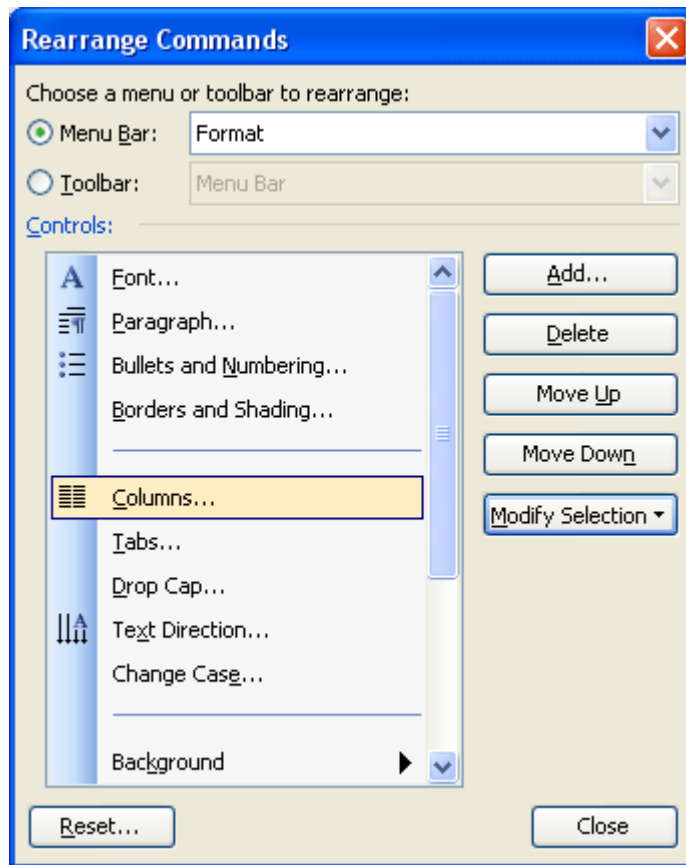 Rearrange Commands
Choose a menu or toolbar to rearrange:
Menu Bar: Format
Toolbar: Menu Bar
Controls:
Font...
Paragraph...
Bullets and Numbering...
Borders and Shading...
Columns...
Tabs...
Drop Cap...
Text Direction...
Change Case...
Background
Add...
Delete
Move Up
Move Down
Modify Selection
Reset...
Close